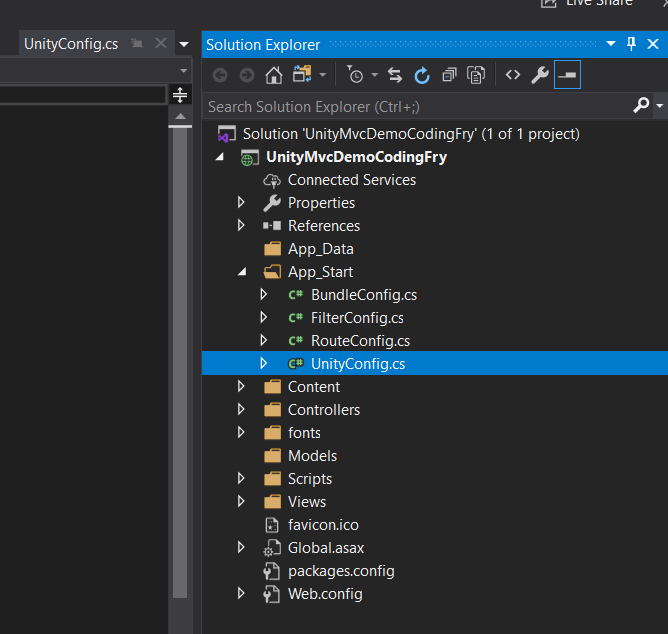 Live Share
UnityConfig.cs
Solution Explorer
Search Solution Explorer (Ctrl+;)
Solution 'UnityMvcDemoCodingFry' (1 of 1 project)
UnityMvcDemoCodingFry
Connected Services
Properties
References
App_Data
App_Start
C# BundleConfig.cs
C# FilterConfig.cs
C# RouteConfig.cs
C# UnityConfig.cs
Content
Controllers
fonts
Models
Scripts
Views
favicon.ico
Global.asax
packages.config
Web.config